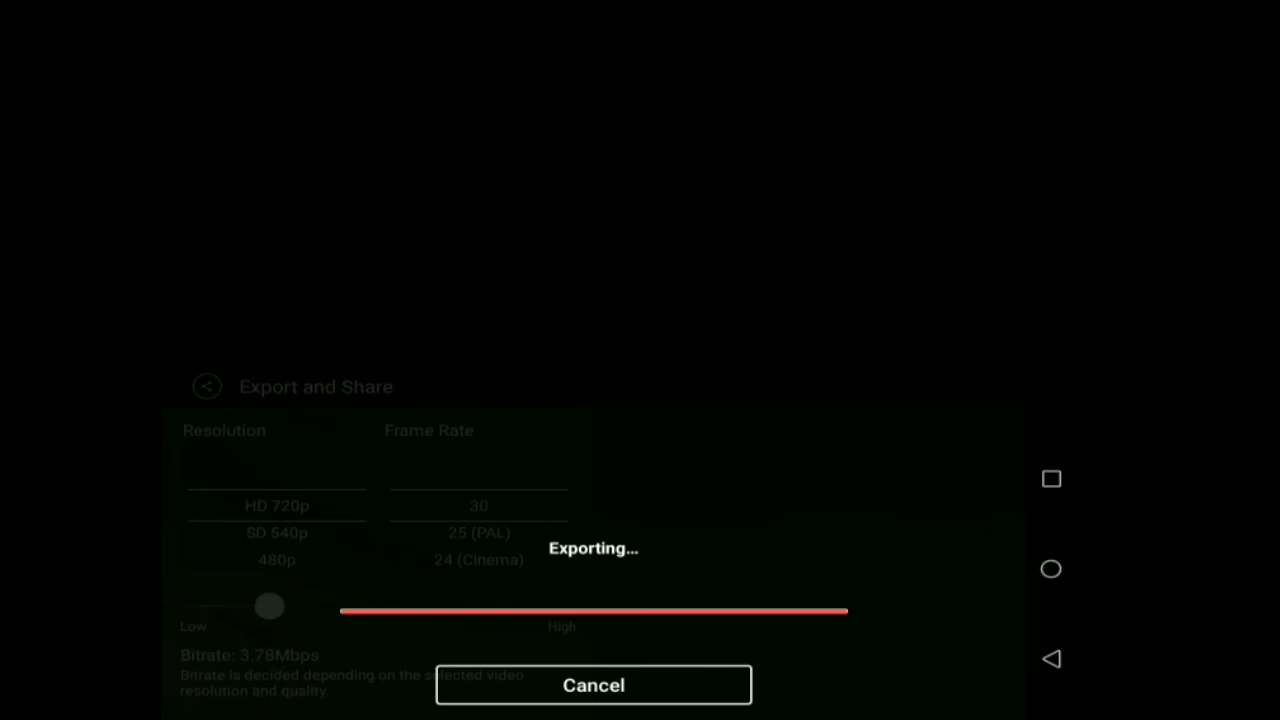 Export and Share
Resolution Frame Rate
HD 720p 30
SD 540p 25 (PAL)
480p 24 (Cinema)
Exporting...
Low High
Bitrate: 3.78Mbps
Bitrate is decided depending on the selected video
resolution and quality.
Cancel